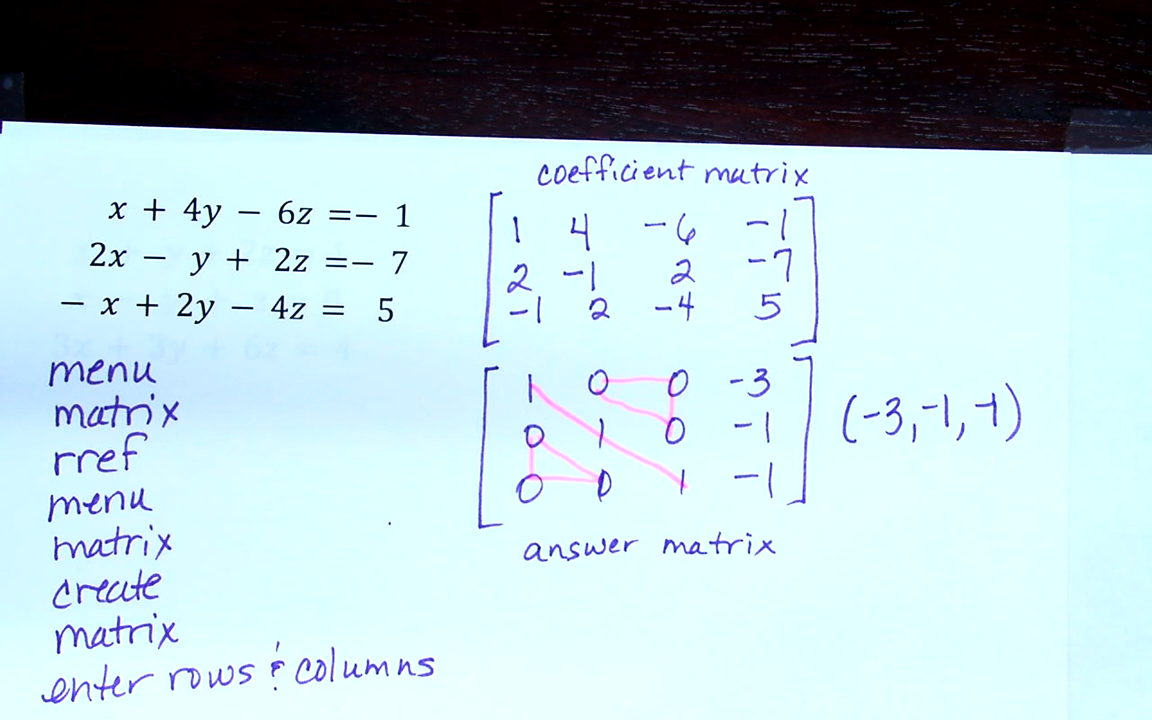 coefficient matrix
x + 4y − 6z =− 1
2x − y + 2z =− 7
− x + 2y − 4z = 5
1 4 -6 -1
2 -1 2 -7
-1 2 -4 5
1 0 0 -3
0 1 0 -1
0 0 1 -1
(-3,-1,-1)
answer matrix
menu
matrix
rref
menu
matrix
create
matrix
enter rows & columns